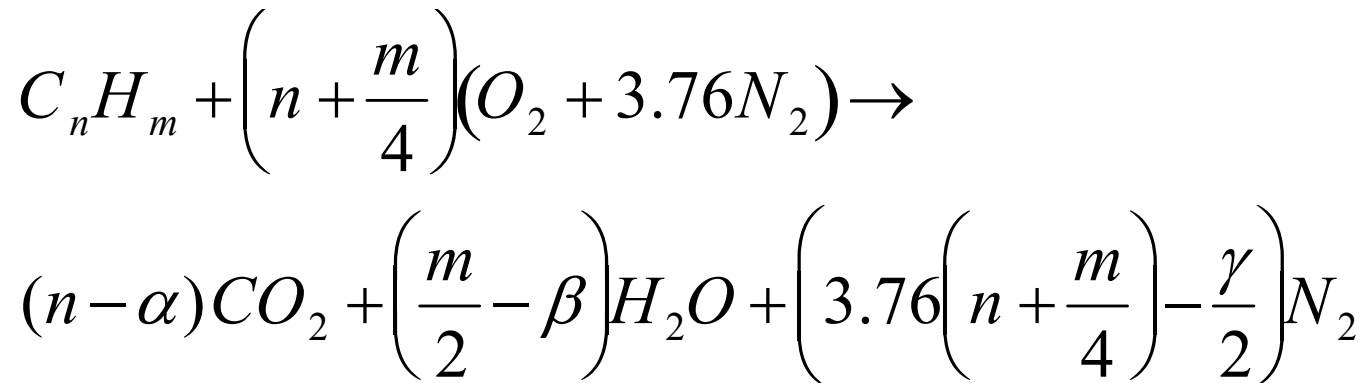 C_nH_m + (n + m/4)(O_2 + 3.76N_2) →
(n − α)CO_2 + (m/2 − β)H_2O + (3.76(n + m/4) − γ/2)N_2